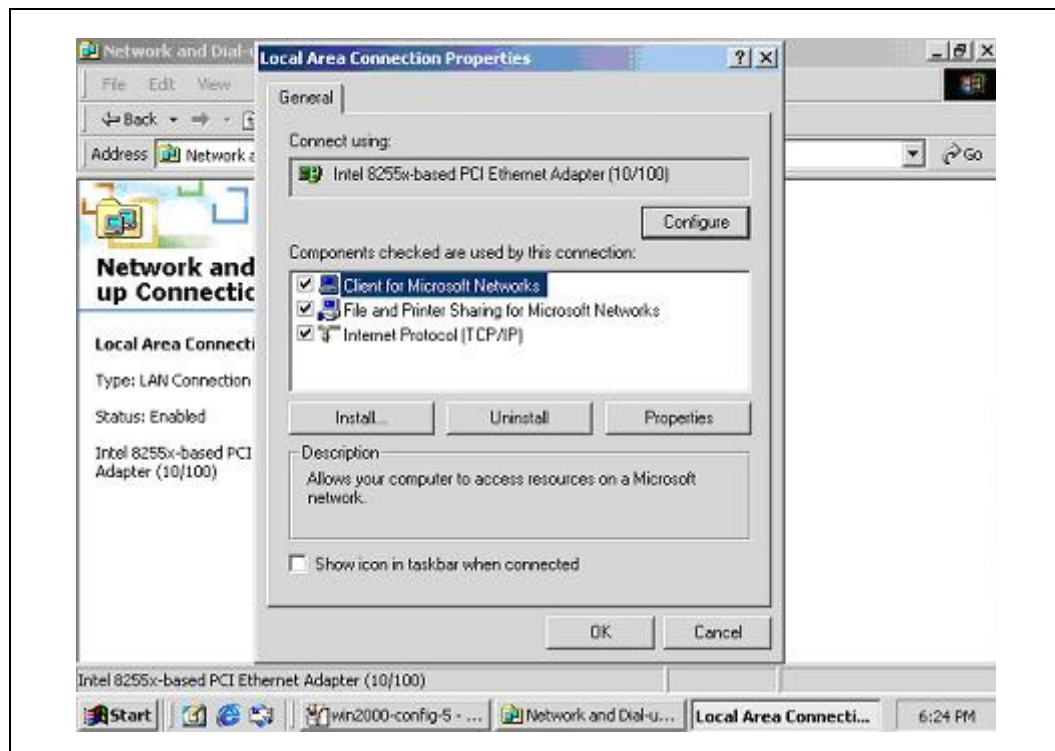 Network and Dial-
Local Area Connection Properties
File Edit View
Back
Address Network a
Go
General
Connect using:
Intel 8255x-based PCI Ethernet Adapter (10/100)
Configure
Components checked are used by this connection:
Client for Microsoft Networks
File and Printer Sharing for Microsoft Networks
Internet Protocol (TCP/IP)
Install... Uninstall Properties
Description
Allows your computer to access resources on a Microsoft
network.
Show icon in taskbar when connected
OK Cancel
Network and
up Connectic
Local Area Connecti
Type: LAN Connection
Status: Enabled
Intel 8255x-based PCI
Adapter (10/100)
Intel 8255x-based PCI Ethernet Adapter (10/100)
Start win2000-config-5 - ... Network and Dial-u... Local Area Connecti... 6:24 PM